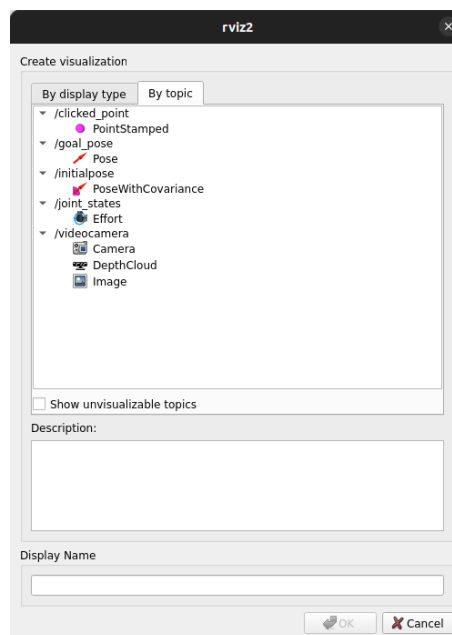 rviz2
Create visualization
By display type
By topic
/clicked_point
PointStamped
/goal_pose
Pose
/initialpose
PoseWithCovariance
/joint_states
Effort
/videocamera
Camera
DepthCloud
Image
Show unvisualizable topics
Description:
Display Name
OK
Cancel